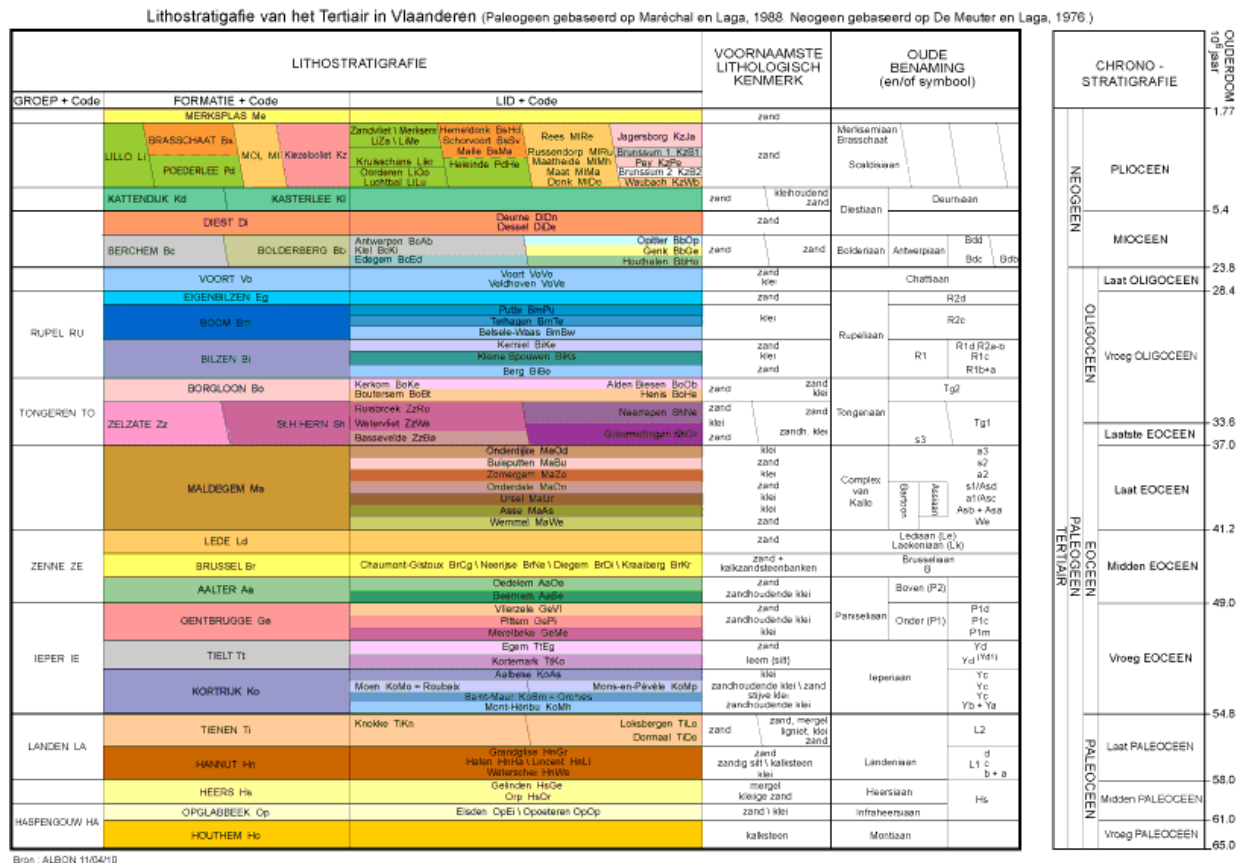 Lithostratigafie van het Tertiair in Vlaanderen (Paleogeen gebaseerd op Maréchal en Laga, 1988. Neogeen gebaseerd op De Meuter en Laga, 1976.)
LITHOSTRATIGRAFIE
VOORNAAMSTE LITHOLOGISCH KENMERK
OUDE BENAMING (en/of symbool)
CHRONO - STRATIGRAFIE
OUDERDOM 10⁶ jaar
GROEP + Code
FORMATIE + Code
LID + Code
MERKSPLAS Me
zand
1.77
LILLO Li
BRASSCHAAT Bs
POEDERLEE Pd
MOL Ml
Kiezeloöliet Kz
Zandvliet \ Merksem
LiZa \ LiMe
Kruisschans LiKr
Oorderen LiOo
Luchtbal LiLu
Hemeldonk BsHd
Schorvoort BsSv
Malle BsMa
Heieinde PdHe
Rees MlRe
Russendorp MlRu
Maatheide MlMh
Maat MlMa
Donk MlDo
Jagersborg KzJa
Brunssum 1 KzB1
Pey KzPe
Brunssum 2 KzB2
Waubach KzWb
zand
Merksemiaan
Brasschaat
Scaldisiaan
KATTENDIJK Kd
KASTERLEE Kl
zand
kleihoudend zand
Diestiaan
Deurniaan
DIEST Di
Deurne DiDn
Dessel DiDe
zand
BERCHEM Bc
BOLDERBERG Bb
Antwerpen BcAb
Kiel BcKi
Edegem BcEd
Opitter BbOp
Genk BbGe
Houthalen BbHo
zand
zand
Bolderiaan
Antwerpiaan
Bdd
Bdc
Bdb
VOORT Vo
Voort VoVo
Veldhoven VoVe
zand
klei
Chattiaan
RUPEL RU
EIGENBILZEN Eg
zand
R2d
BOOM Bm
Putte BmPu
Terhagen BmTe
Belsele-Waas BmBw
klei
Rupeliaan
R2c
BILZEN Bi
Kerniel BiKe
Kleine Spouwen BiKs
Berg BiBe
zand
klei
zand
R1
R1d R2a-b
R1c
R1b+a
TONGEREN TO
BORGLOON Bo
Kerkom BoKe
Boutersem BoBt
Alden Biesen BoOb
Henis BoHe
zand
zand
klei
Tg2
ZELZATE Zz
St.H.HERN Sh
Ruisbroek ZzRu
Watervliet ZzWa
Bassevelde ZzBa
Neerrepen ShNe
Grimmertingen ShGr
zand
klei
zand
zand
zandh. klei
Tongeriaan
s3
Tg1
MALDEGEM Ma
Onderdijke MaOd
Buisputten MaBu
Zomergem MaZo
Onderdale MaOn
Ursel MaUr
Asse MaAs
Wemmel MaWe
klei
zand
klei
zand
klei
klei
zand
Complex van Kallo
Bartoon
Assiaan
a3
s2
a2
s1/Asd
a1/Asc
Asb + Asa
We
ZENNE ZE
LEDE Ld
zand
Lediaan (Le)
Laekeniaan (Lk)
BRUSSEL Br
Chaumont-Gistoux BrCg \ Neerijse BrNe \ Diegem BrDi \ Kraaiberg BrKr
zand +
kalkzandsteenbanken
Brusseliaan
B
AALTER Aa
Oedelem AaOe
Beernem AaBe
zand
zandhoudende klei
Boven (P2)
IEPER IE
GENTBRUGGE Ge
Vlierzele GeVl
Pittem GePi
Merelbeke GeMe
zand
zandhoudende klei
klei
Paniseliaan
Onder (P1)
P1d
P1c
P1m
TIELT Tt
Egem TtEg
Kortemark TtKo
zand
leem (silt)
Yd
Yd (Yd1)
KORTRIJK Ko
Aalbeke KoAs
Moen KoMo = Roubaix
Mons-en-Pévèle KoMp
Saint-Maur KoSm = Orchies
Mont-Héribu KoMh
klei
zandhoudende klei \ zand
stijve klei
zandhoudende klei
Ieperiaan
Yc
Yc
Yc
Yb + Ya
LANDEN LA
TIENEN Ti
Knokke TiKn
Loksbergen TiLo
Dormaal TiDo
zand
zand, mergel
ligniet, klei
zand
L2
HANNUT Hn
Grandglise HnGr
Halen HnHa \ Lincent HnLi
Waterschei HnWa
zand
zandig silt \ kalksteen
klei
Landeniaan
L1
d
c
b + a
HEERS Hs
Gelinden HsGe
Orp HsOr
mergel
kleiige zand
Heersiaan
Hs
HASPENGOUW HA
OPGLABBEEK Op
Eisden OpEi \ Opoeteren OpOp
zand \ klei
Infraheersiaan
HOUTHEM Ho
kalksteen
Montiaan
TERTIAIR
NEOGEEN
PALEOGEEN
OLIGOCEEN
EOCEEN
PALEOCEEN
PLIOCEEN
5.4
MIOCEEN
23.8
Laat OLIGOCEEN
28.4
Vroeg OLIGOCEEN
33.6
Laatste EOCEEN
37.0
Laat EOCEEN
41.2
Midden EOCEEN
49.0
Vroeg EOCEEN
54.8
Laat PALEOCEEN
58.0
Midden PALEOCEEN
61.0
Vroeg PALEOCEEN
65.0
Bron : ALBON 11/04/10